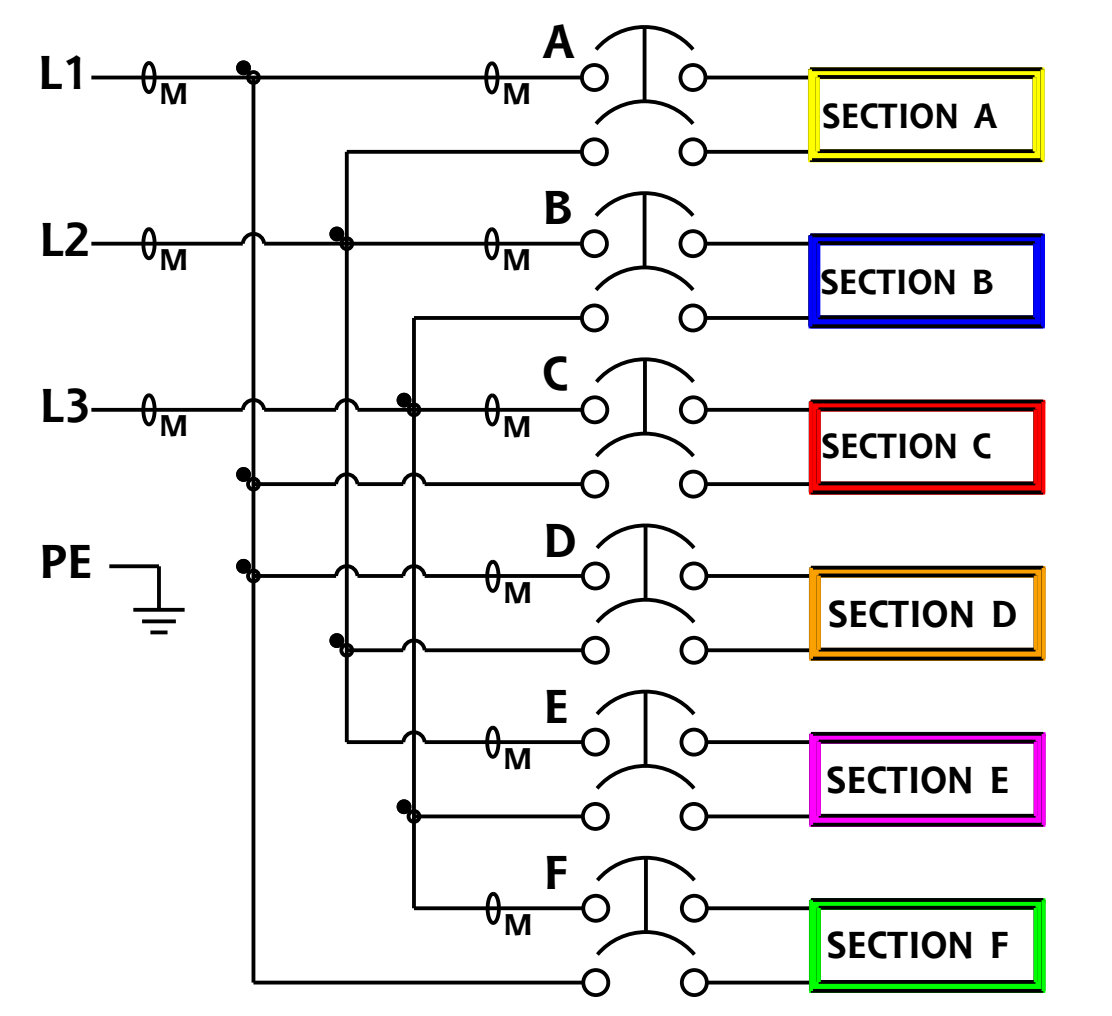 A
L1 M M
SECTION A
B
L2 M M
SECTION B
C
L3 M M
SECTION C
D
PE M
SECTION D
E
M
SECTION E
F
M
SECTION F